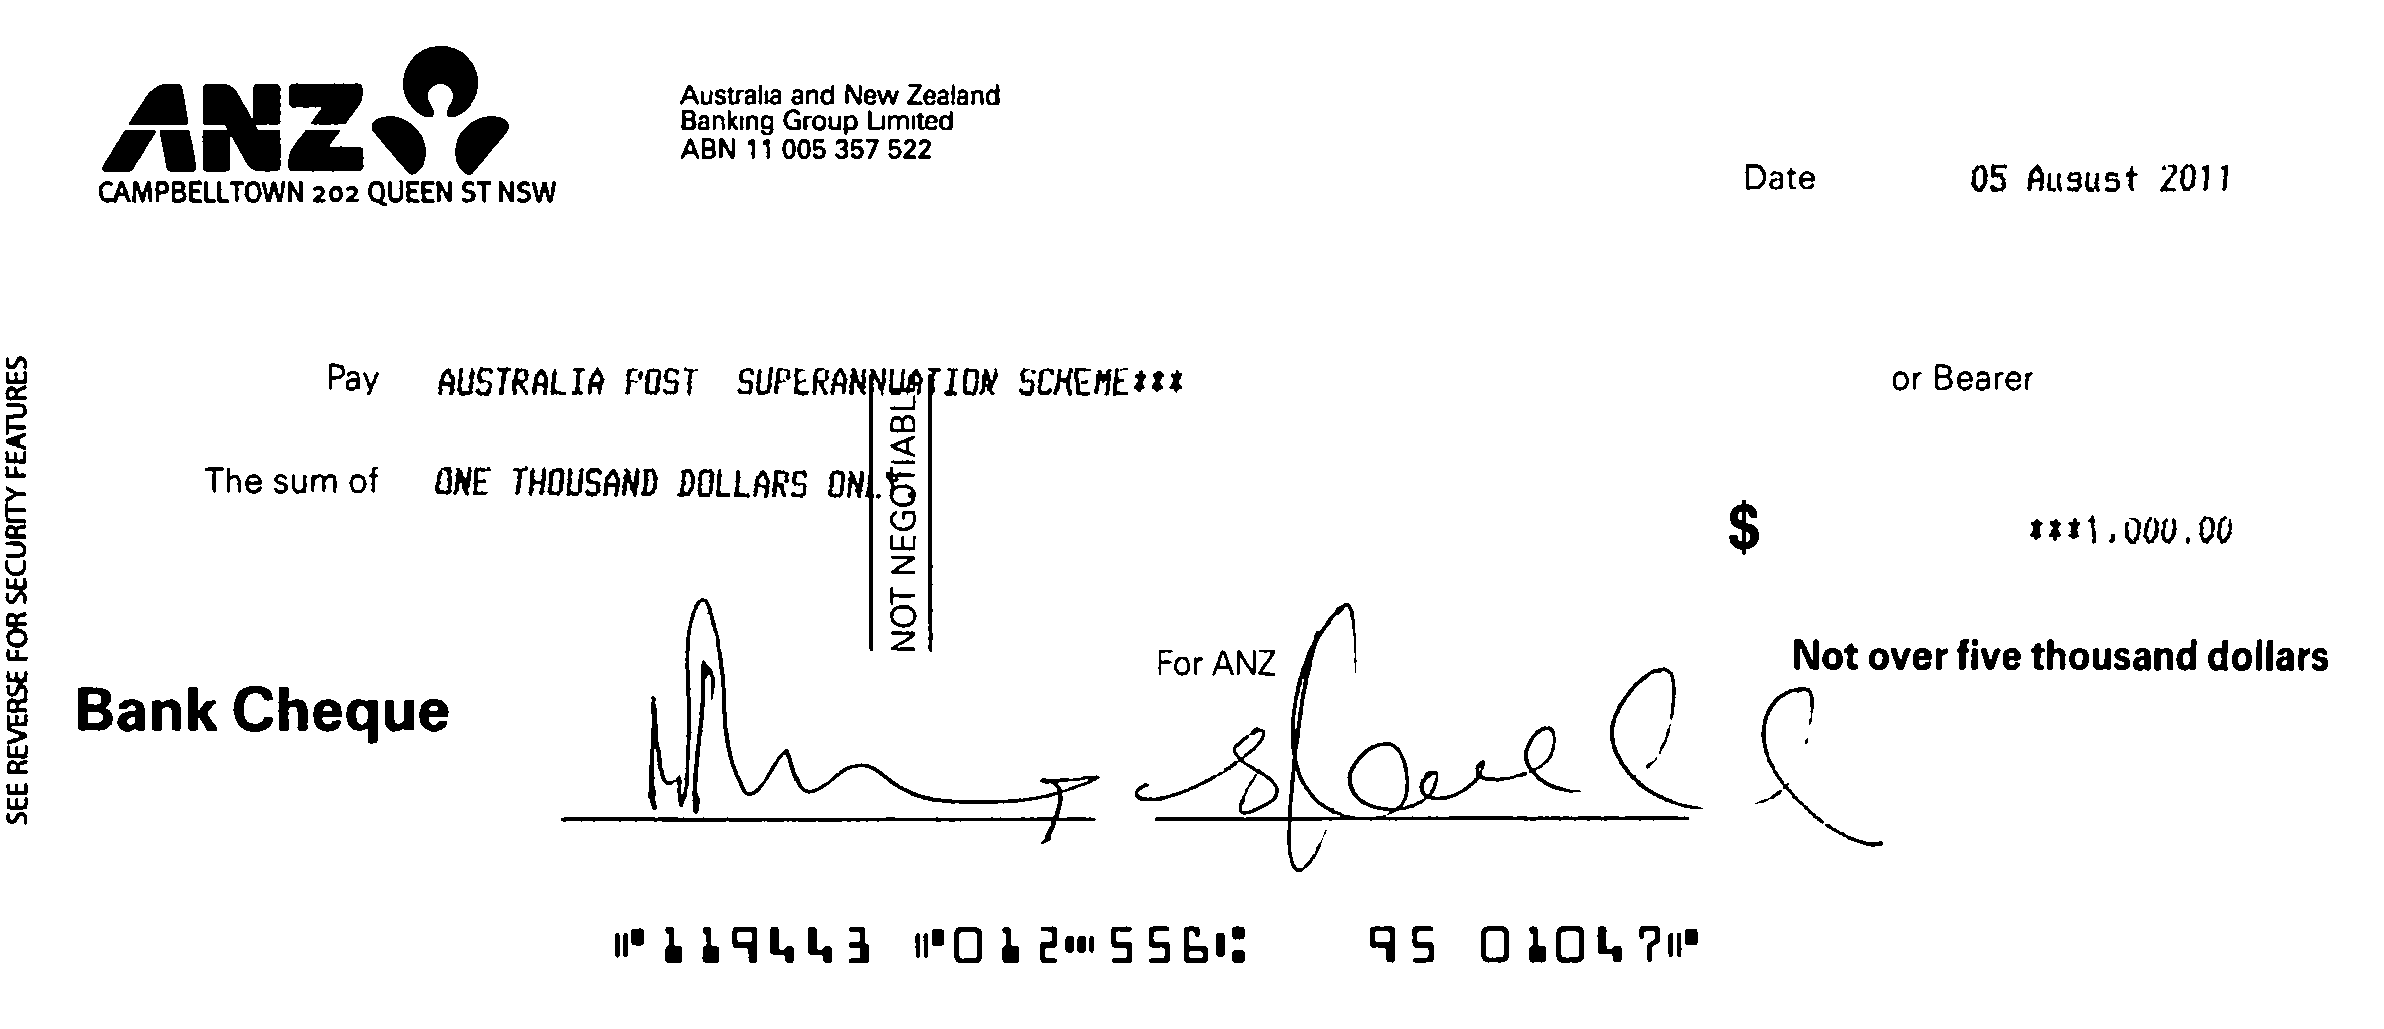 ANZ
CAMPBELLTOWN 202 QUEEN ST NSW
Australia and New Zealand
Banking Group Limited
ABN 11 005 357 522
Date 05 August 2011
Pay AUSTRALIA POST SUPERANNUATION SCHEME*** or Bearer
The sum of ONE THOUSAND DOLLARS ONLY
$ ***1,000.00
NOT NEGOTIABLE
SEE REVERSE FOR SECURITY FEATURES
For ANZ
Not over five thousand dollars
Bank Cheque
⑈119443 ⑈012⑉556⑆ 95 01047⑈